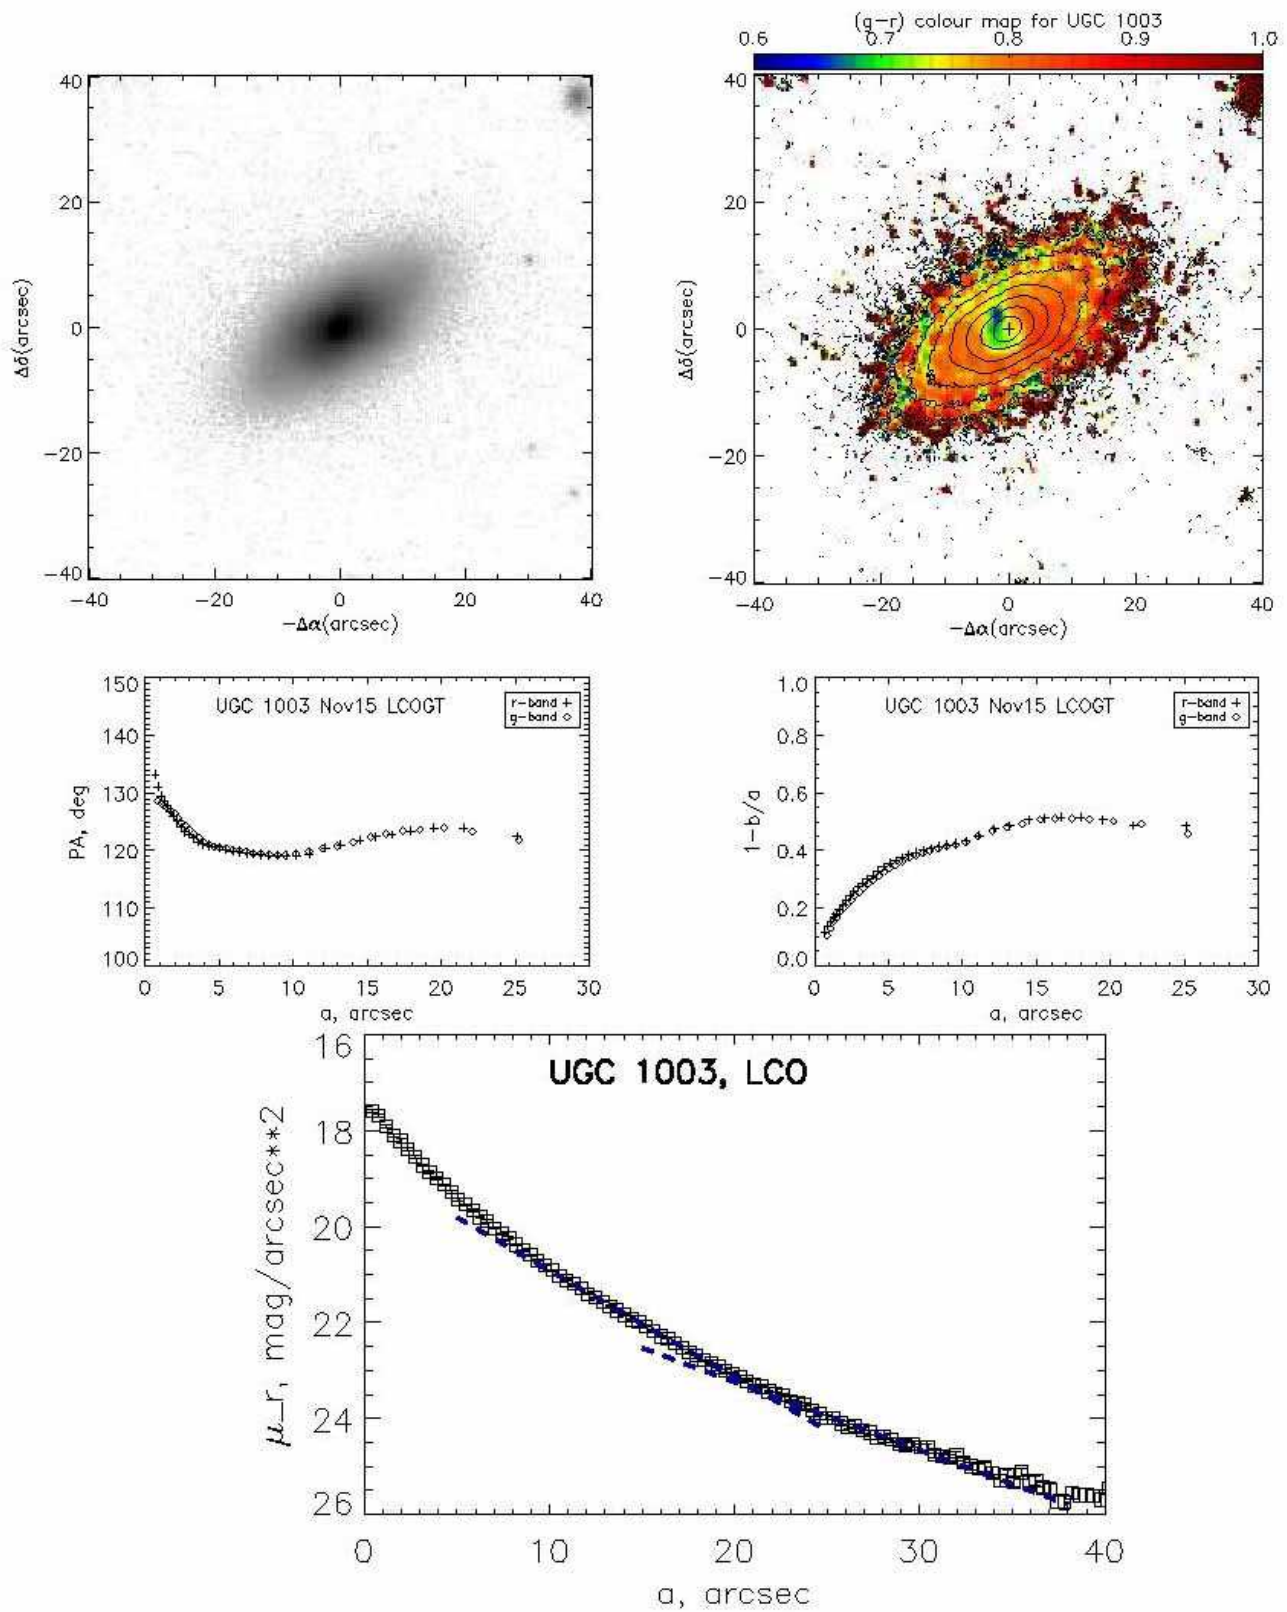 (g-r) colour map for UGC 1003
0.6 0.7 0.8 0.9 1.0
40
20
0
-20
-40
Δδ(arcsec)
-40 -20 0 20 40
-Δα(arcsec)
40
20
0
-20
-40
Δδ(arcsec)
-40 -20 0 20 40
-Δα(arcsec)
150
140
130
120
110
100
PA, deg
UGC 1003 Nov15 LCOGT
r-band +
g-band ◇
0 5 10 15 20 25 30
a, arcsec
1.0
0.8
0.6
0.4
0.2
0.0
1-b/a
UGC 1003 Nov15 LCOGT
r-band +
g-band ◇
0 5 10 15 20 25 30
a, arcsec
16
18
20
22
24
26
μ_r, mag/arcsec**2
UGC 1003, LCO
0 10 20 30 40
a, arcsec